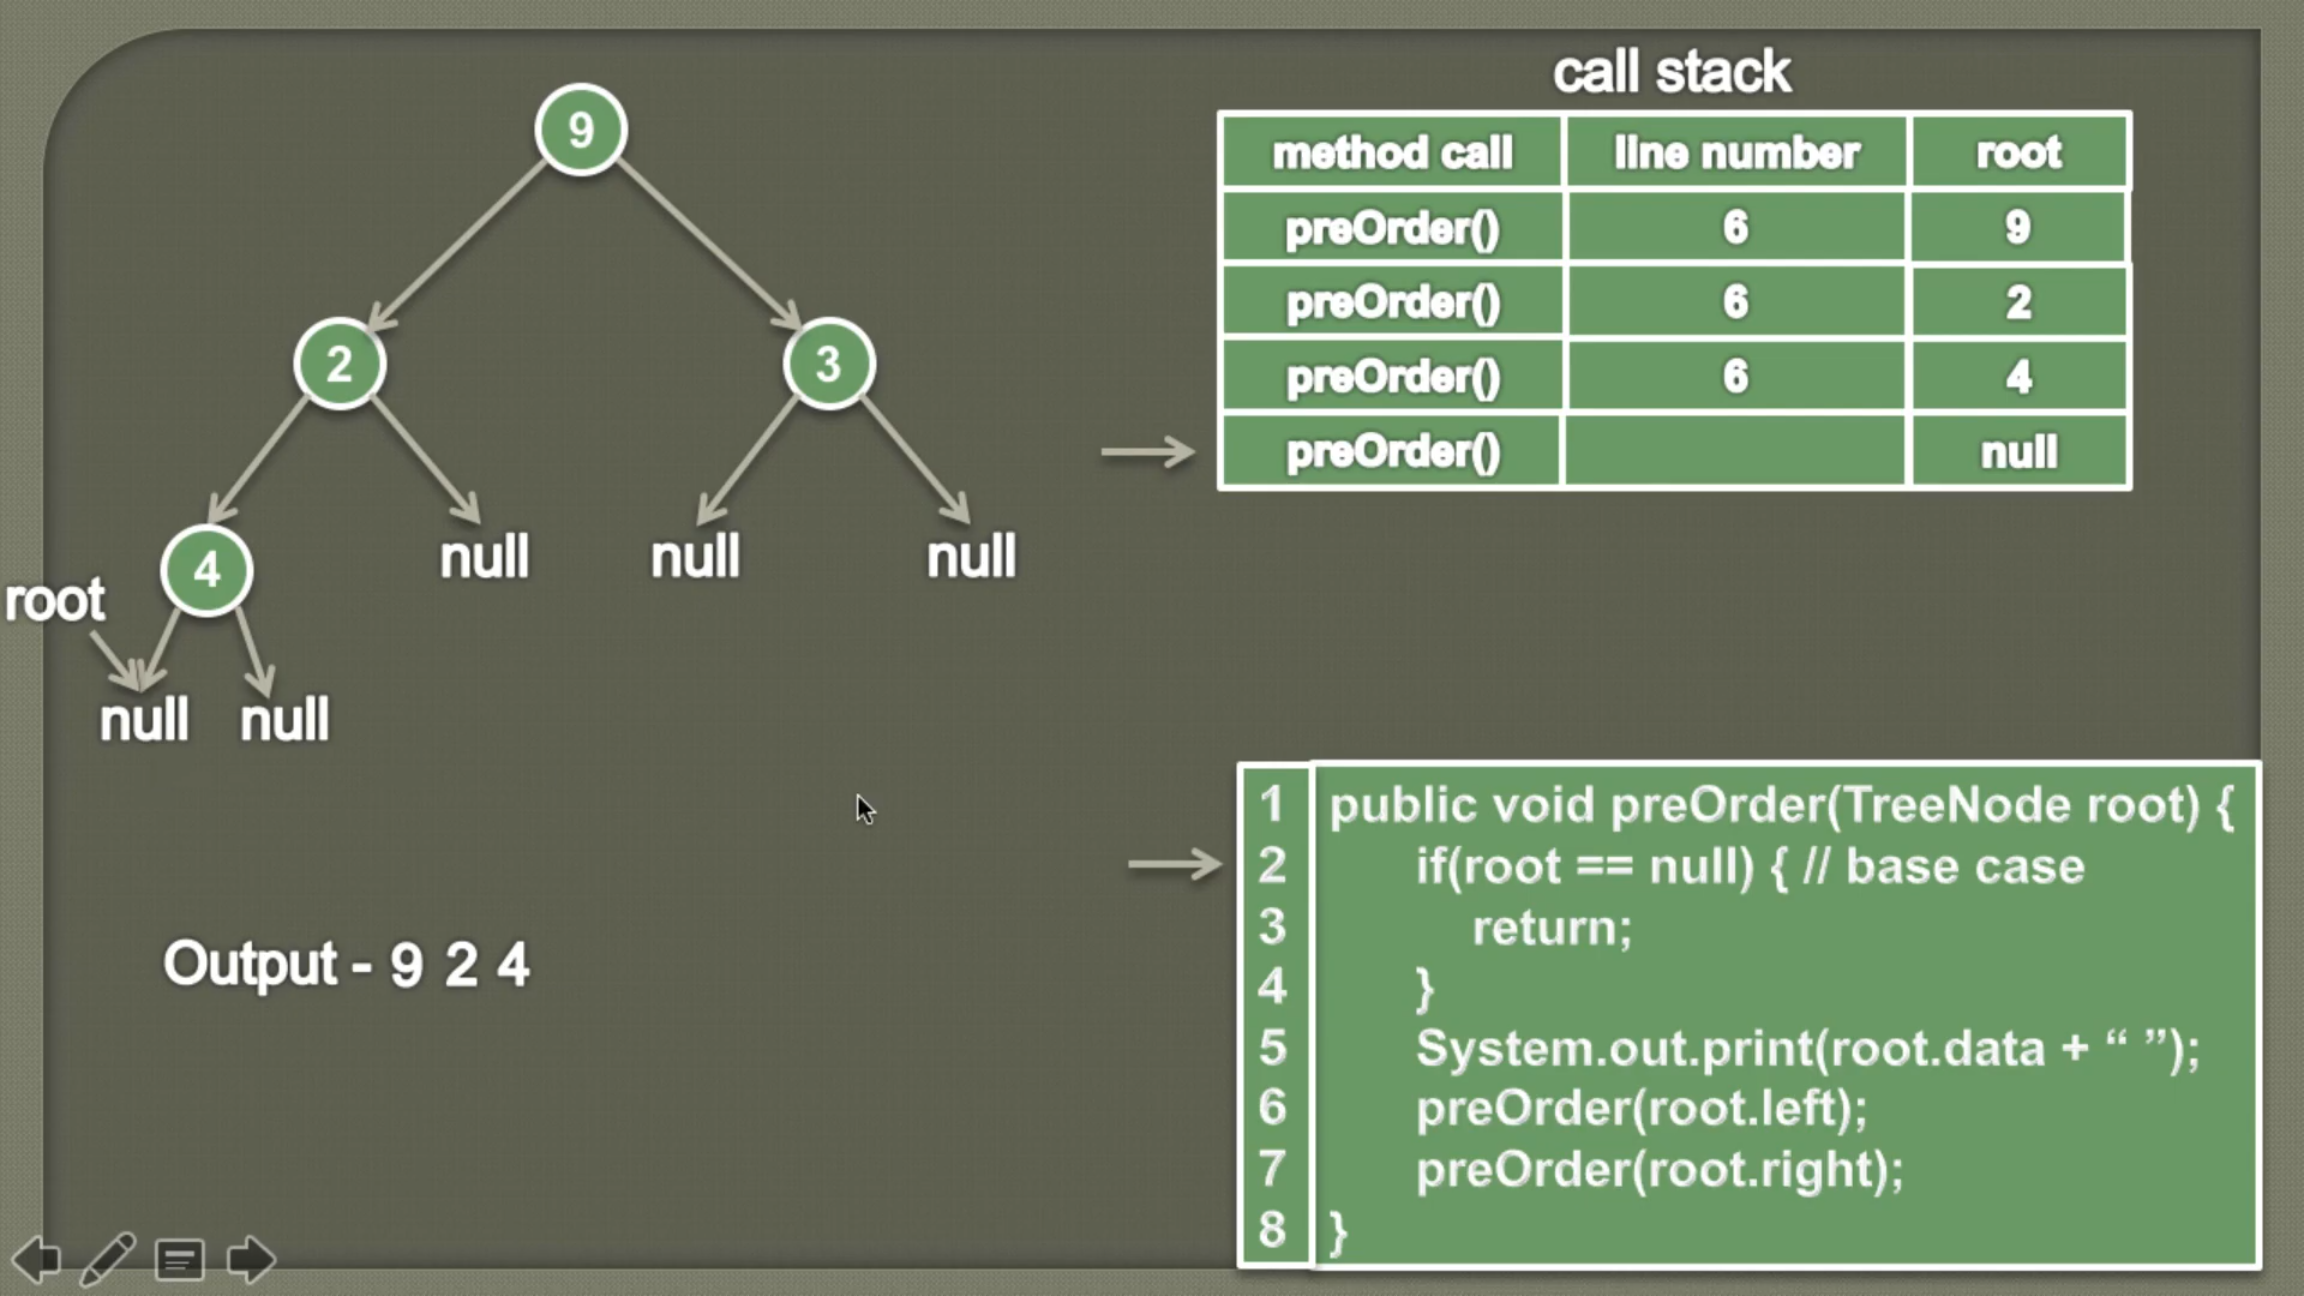 9
2 3
4 null null null
root
null null
Output - 9 2 4
call stack
method call line number root
preOrder() 6 9
preOrder() 6 2
preOrder() 6 4
preOrder() null
1 public void preOrder(TreeNode root) {
2 if(root == null) { // base case
3 return;
4 }
5 System.out.print(root.data + “ ”);
6 preOrder(root.left);
7 preOrder(root.right);
8 }